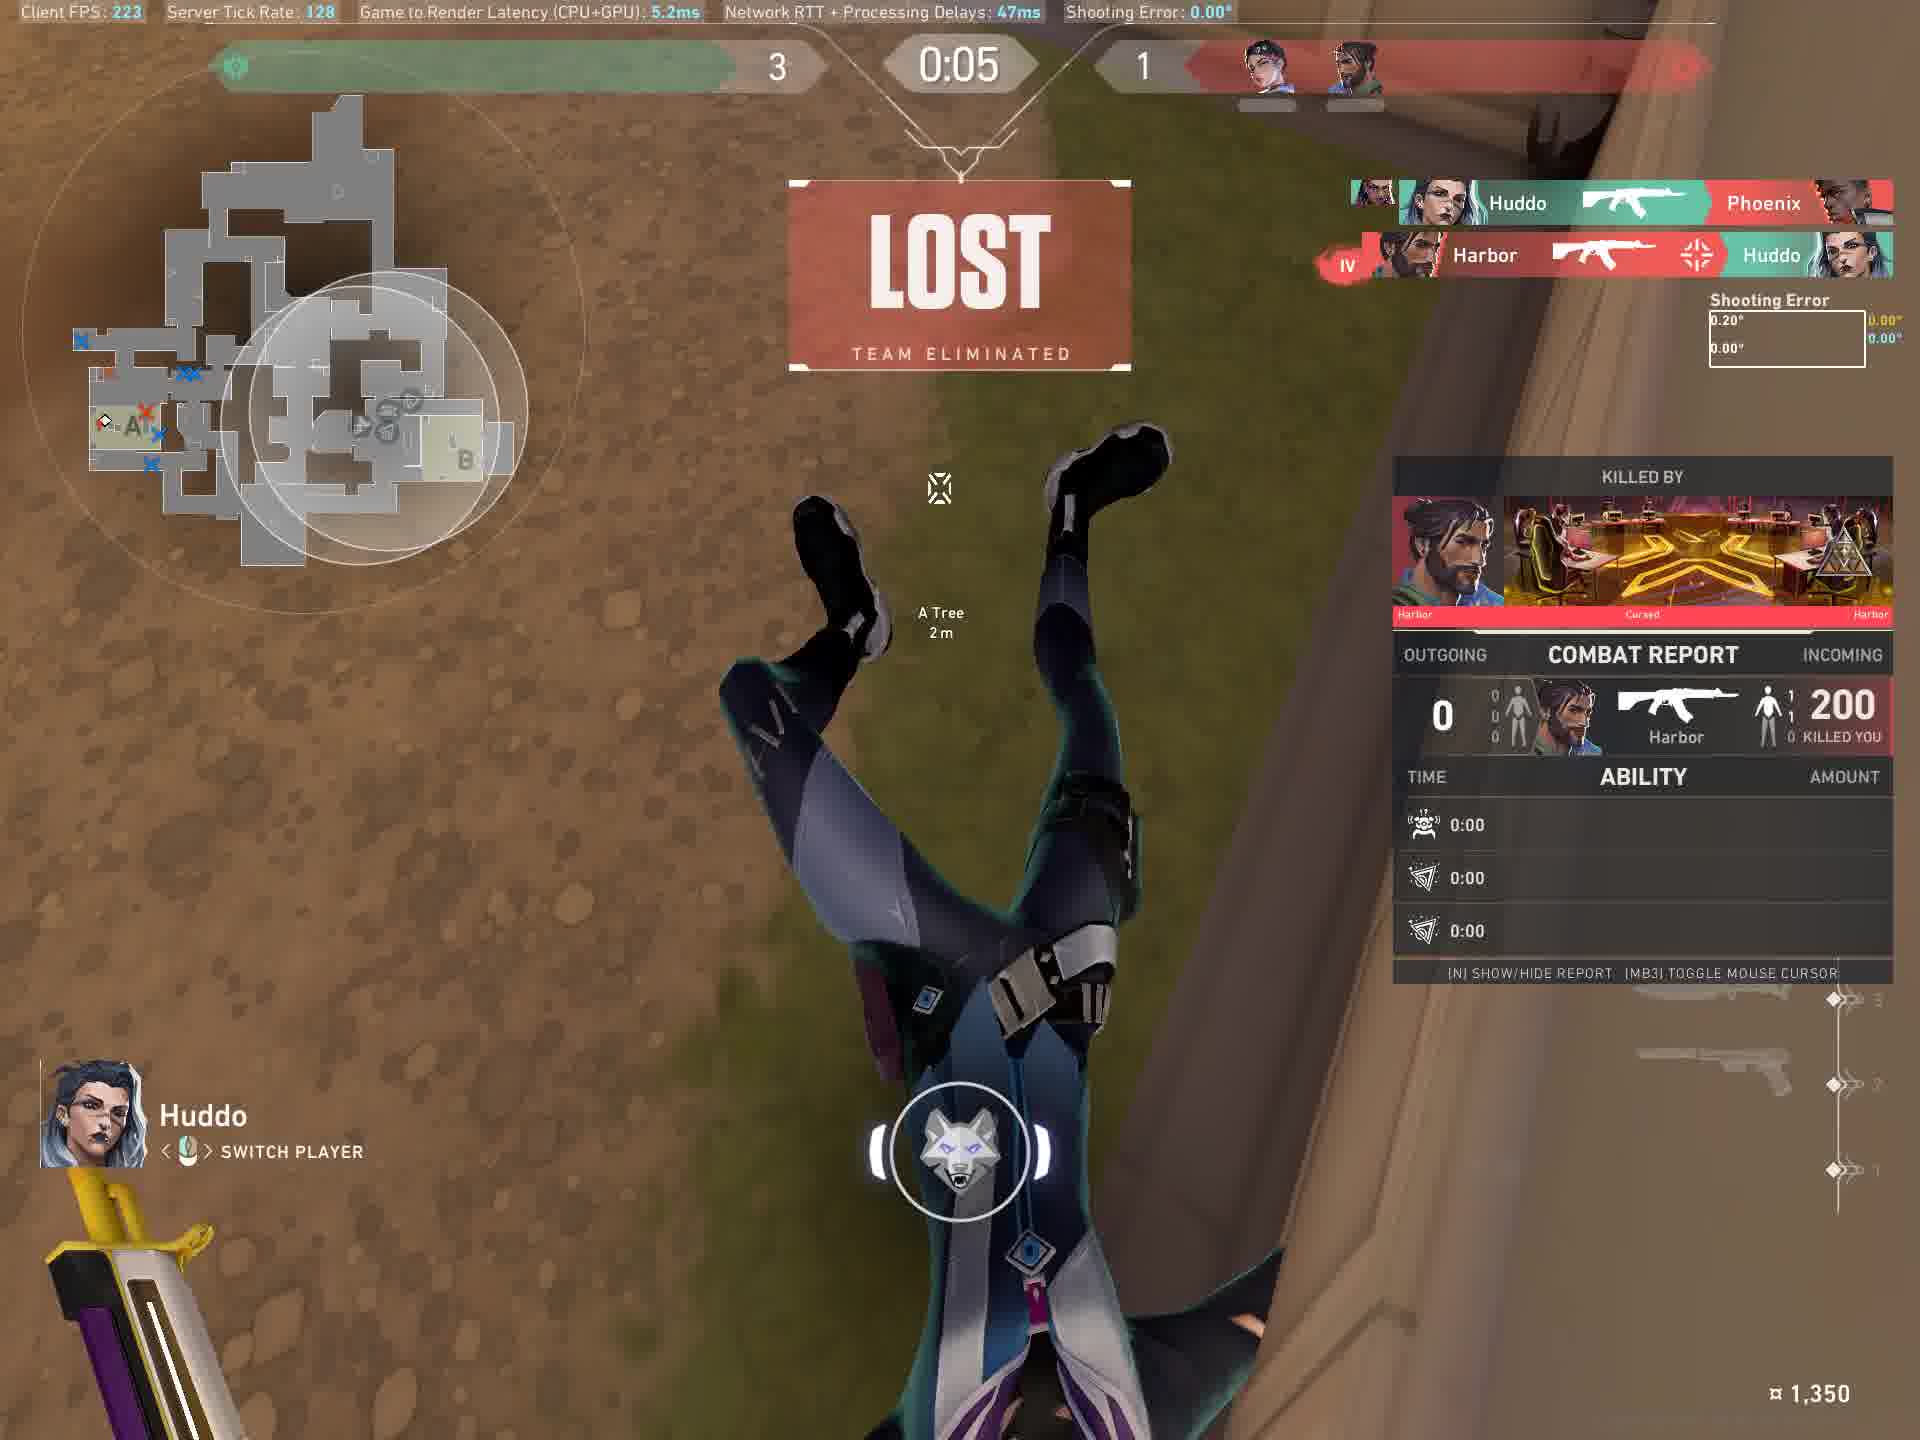 Client FPS: 223 Server Tick Rate: 128 Game to Render Latency (CPU+GPU): 5.2ms Network RTT + Processing Delays: 47ms Shooting Error: 0.00°
3 0:05 1
LOST
TEAM ELIMINATED
Huddo Phoenix
IV Harbor Huddo
Shooting Error
0.20° 0.00°
0.00°
0.00°
A
B
KILLED BY
Harbor Cursed Harbor
A Tree
2 m
OUTGOING COMBAT REPORT INCOMING
0 0 0 0 Harbor 1 1 0 200 KILLED YOU
TIME ABILITY AMOUNT
0:00
0:00
0:00
[N] SHOW/HIDE REPORT [MB3] TOGGLE MOUSE CURSOR
3
2
1
Huddo
< > SWITCH PLAYER
¤ 1,350